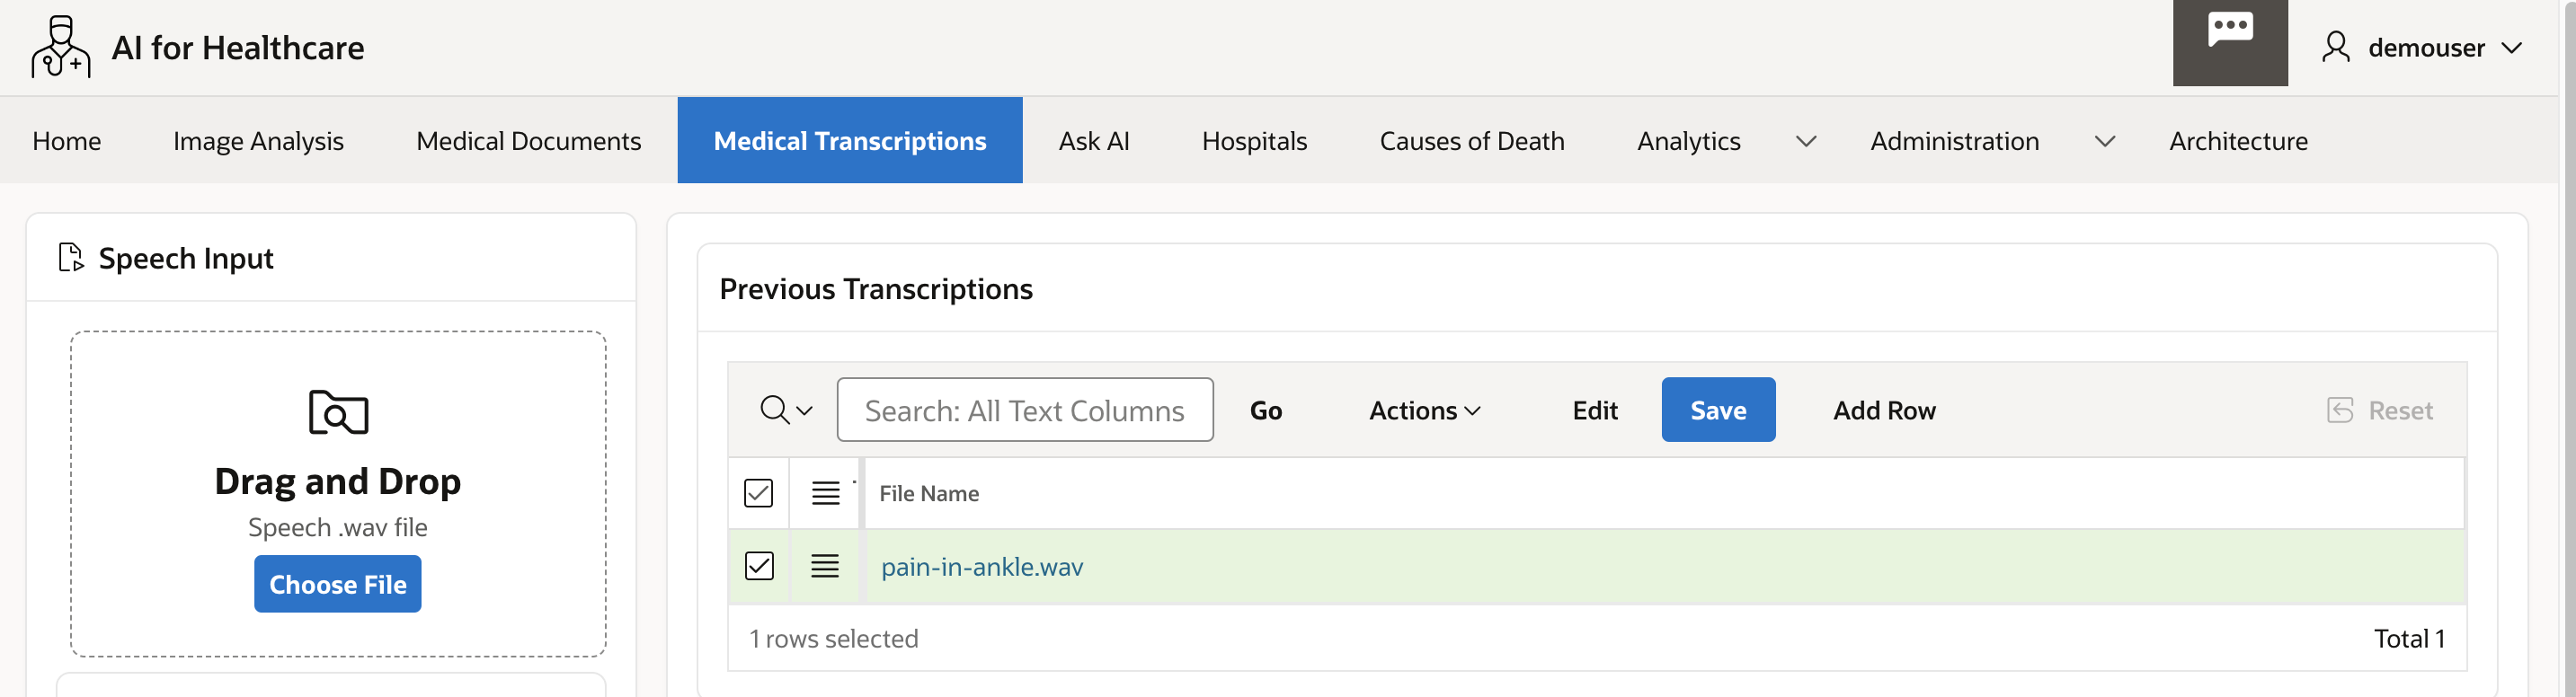 AI for Healthcare
demouser
Home Image Analysis Medical Documents Medical Transcriptions Ask AI Hospitals Causes of Death Analytics Administration Architecture
Speech Input
Drag and Drop
Speech .wav file
Choose File
Previous Transcriptions
Search: All Text Columns Go Actions Edit Save Add Row Reset
File Name
pain-in-ankle.wav
1 rows selected Total 1